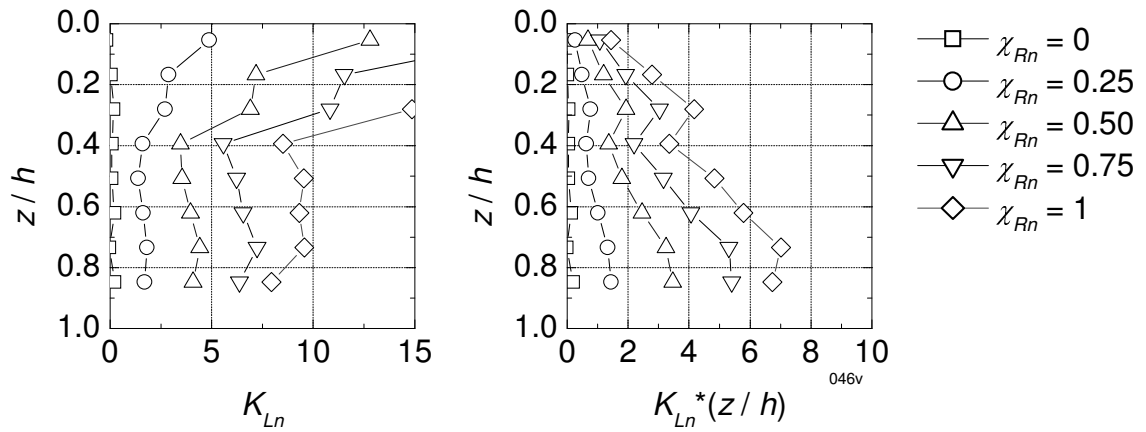 0.0
0.2
0.4
0.6
0.8
1.0
z / h
0 5 10 15
K_Ln
0.0
0.2
0.4
0.6
0.8
1.0
z / h
0 2 4 6 8 10
046v
K_Ln*(z / h)
χ_Rn = 0
χ_Rn = 0.25
χ_Rn = 0.50
χ_Rn = 0.75
χ_Rn = 1